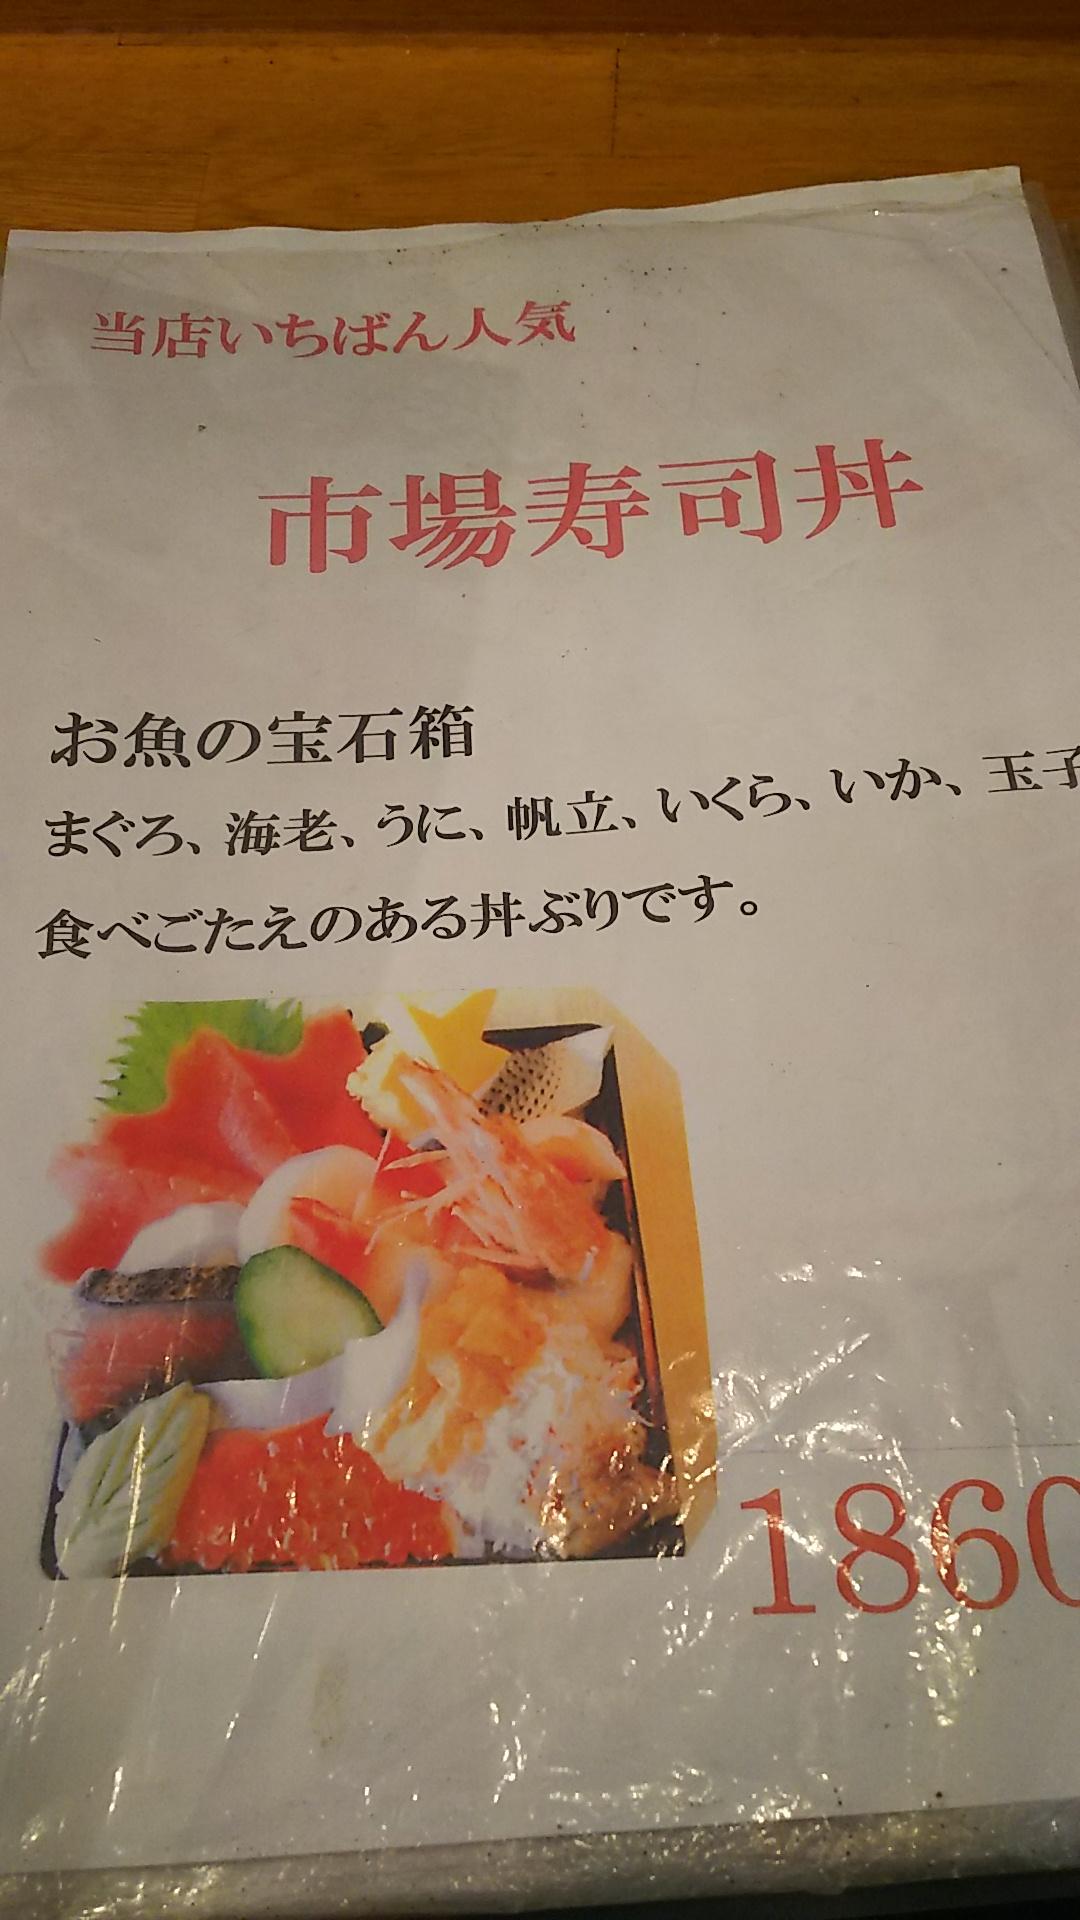 当店いちばん人気
市場寿司丼
お魚の宝石箱
まぐろ、海老、うに、帆立、いくら、いか、玉子
食べごたえのある丼ぶりです。
1860